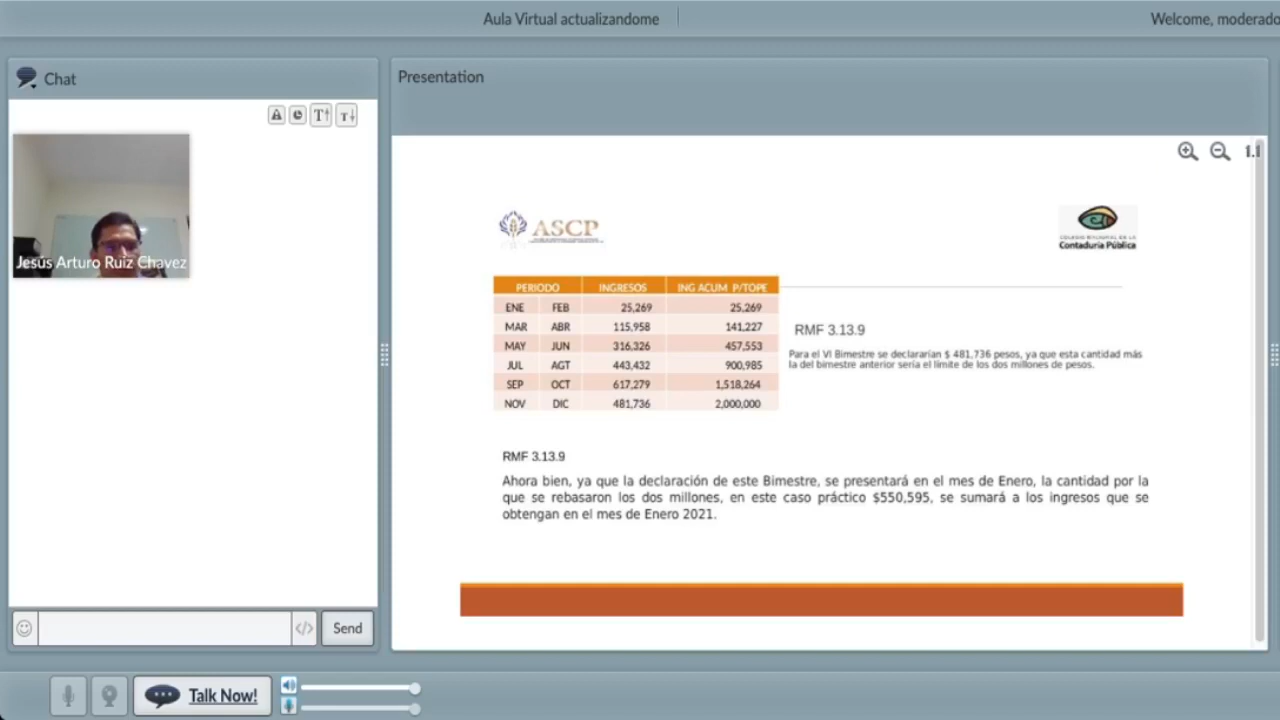 Aula Virtual actualizandome
Welcome, moderado
Chat
Presentation
Jesús Arturo Ruiz Chavez
ASCP
Contaduría Pública
PERIODO INGRESOS ING ACUM P/TOPE
ENE FEB 25,269 25,269
MAR ABR 115,958 141,227
MAY JUN 316,326 457,553
JUL AGT 443,432 900,985
SEP OCT 617,279 1,518,264
NOV DIC 481,736 2,000,000
RMF 3.13.9
Para el VI Bimestre se declararían $ 481,736 pesos, ya que esta cantidad más
la del bimestre anterior sería el límite de los dos millones de pesos.
RMF 3.13.9
Ahora bien, ya que la declaración de este Bimestre, se presentará en el mes de Enero, la cantidad por la
que se rebasaron los dos millones, en este caso práctico $550,595, se sumará a los ingresos que se
obtengan en el mes de Enero 2021.
Send
Talk Now!